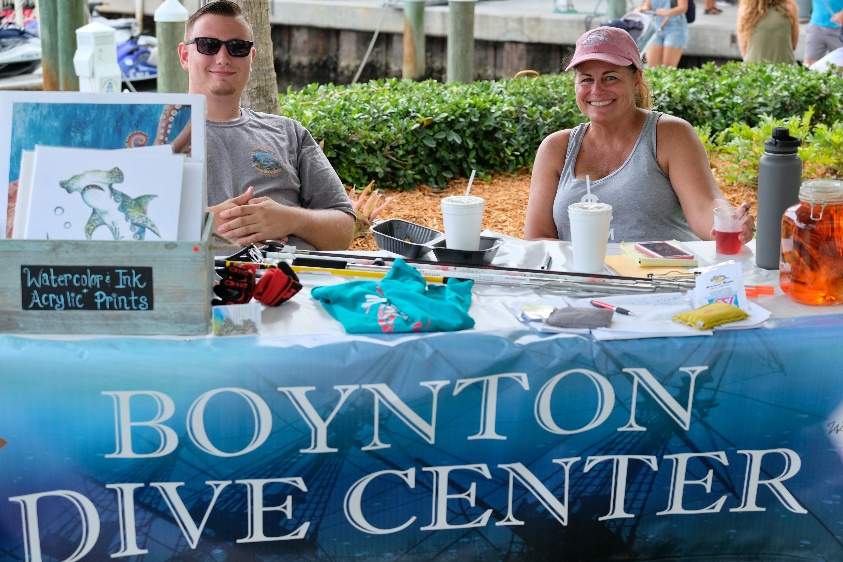 Watercolor & Ink
Acrylic + Prints
BOYNTON
DIVE CENTER